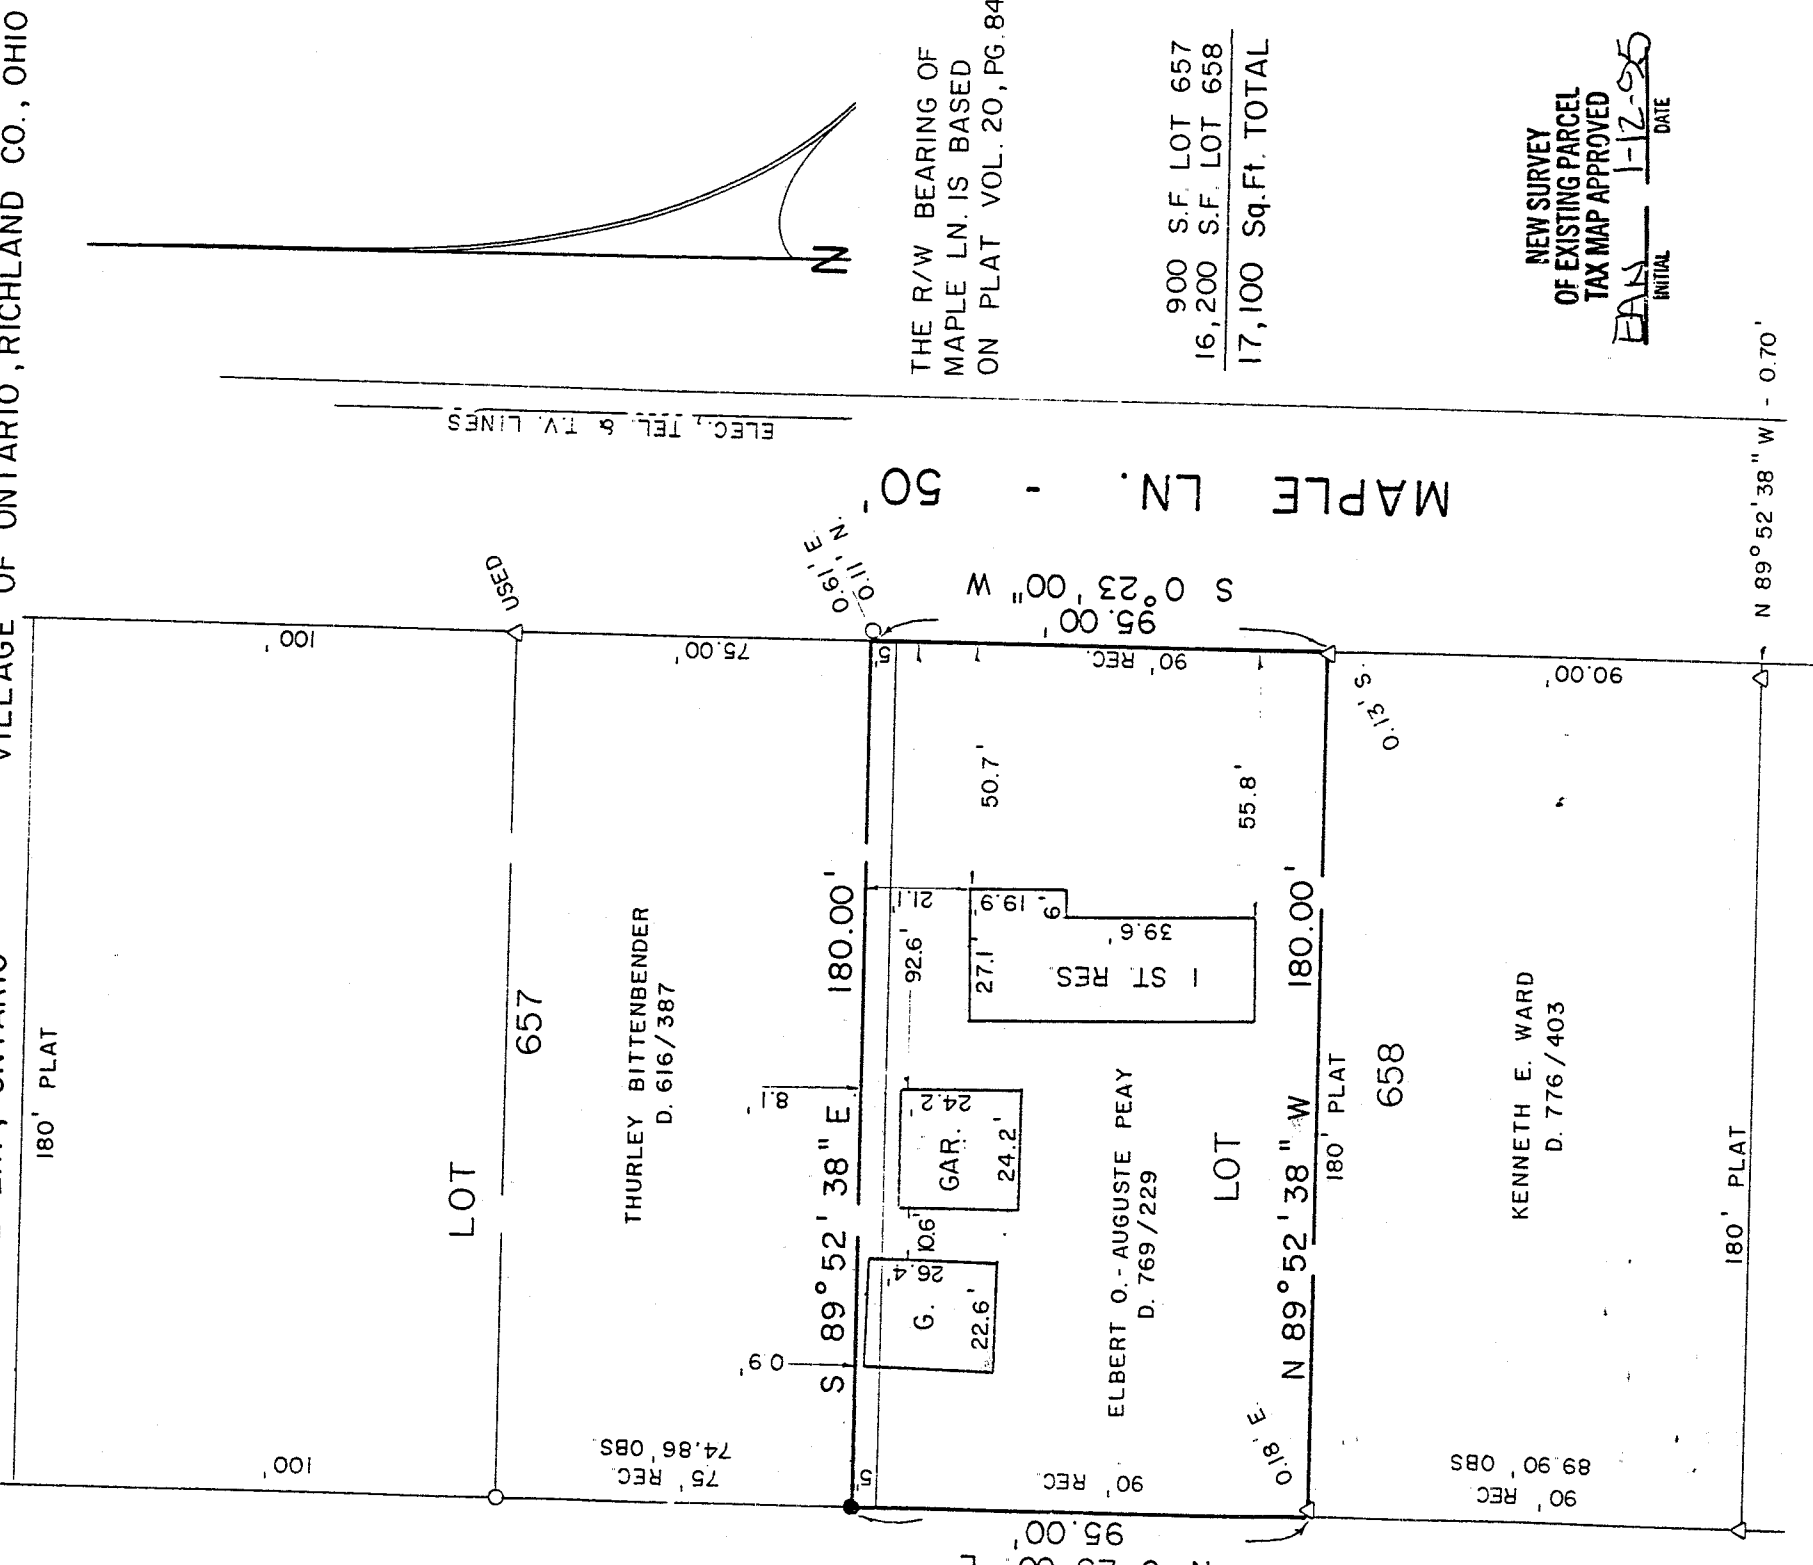 VILLAGE OF ONTARIO, RICHLAND CO., OHIO
N
THE R/W BEARING OF
MAPLE LN. IS BASED
ON PLAT VOL. 20, PG. 84
900 S.F. LOT 657
16,200 S.F. LOT 658
17,100 Sq.Ft. TOTAL
NEW SURVEY
OF EXISTING PARCEL
TAX MAP APPROVED
EAN 1-12-95
INITIAL DATE
ELEC., TEL. & T.V. LINES
MAPLE LN. - 50'
S 0°23'00" W
95.00'
0.61' E.
0.11' N.
USED
100'
75.00'
5'
90' REC.
0.13' S.
90.00'
N 89°52'38" W - 0.70'
180' PLAT
LOT 657
THURLEY BITTENBENDER
D. 616/387
S 89°52'38" E 180.00'
8.1'
0.9'
21.1'
92.6'
50.7'
55.8'
19.9'
6'
39.6'
27.1'
1 ST. RES.
GAR.
24.2'
24.2'
10.6'
G.
26.4'
22.6'
ELBERT O.-AUGUSTE PEAY
D. 769/229
N 89°52'38" W 180.00'
180' PLAT
LOT 658
KENNETH E. WARD
D. 776/403
180' PLAT
100'
75' REC.
74.86' OBS.
5'
90' REC.
0.18' E.
90' REC.
89.90' OBS
95.00'